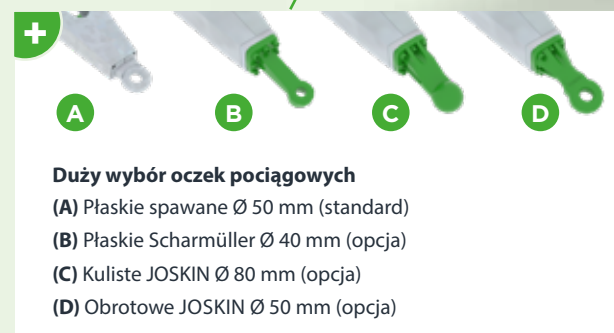 +
A B C D
Duży wybór oczek pociągowych
(A) Płaskie spawane Ø 50 mm (standard)
(B) Płaskie Scharmüller Ø 40 mm (opcja)
(C) Kuliste JOSKIN Ø 80 mm (opcja)
(D) Obrotowe JOSKIN Ø 50 mm (opcja)